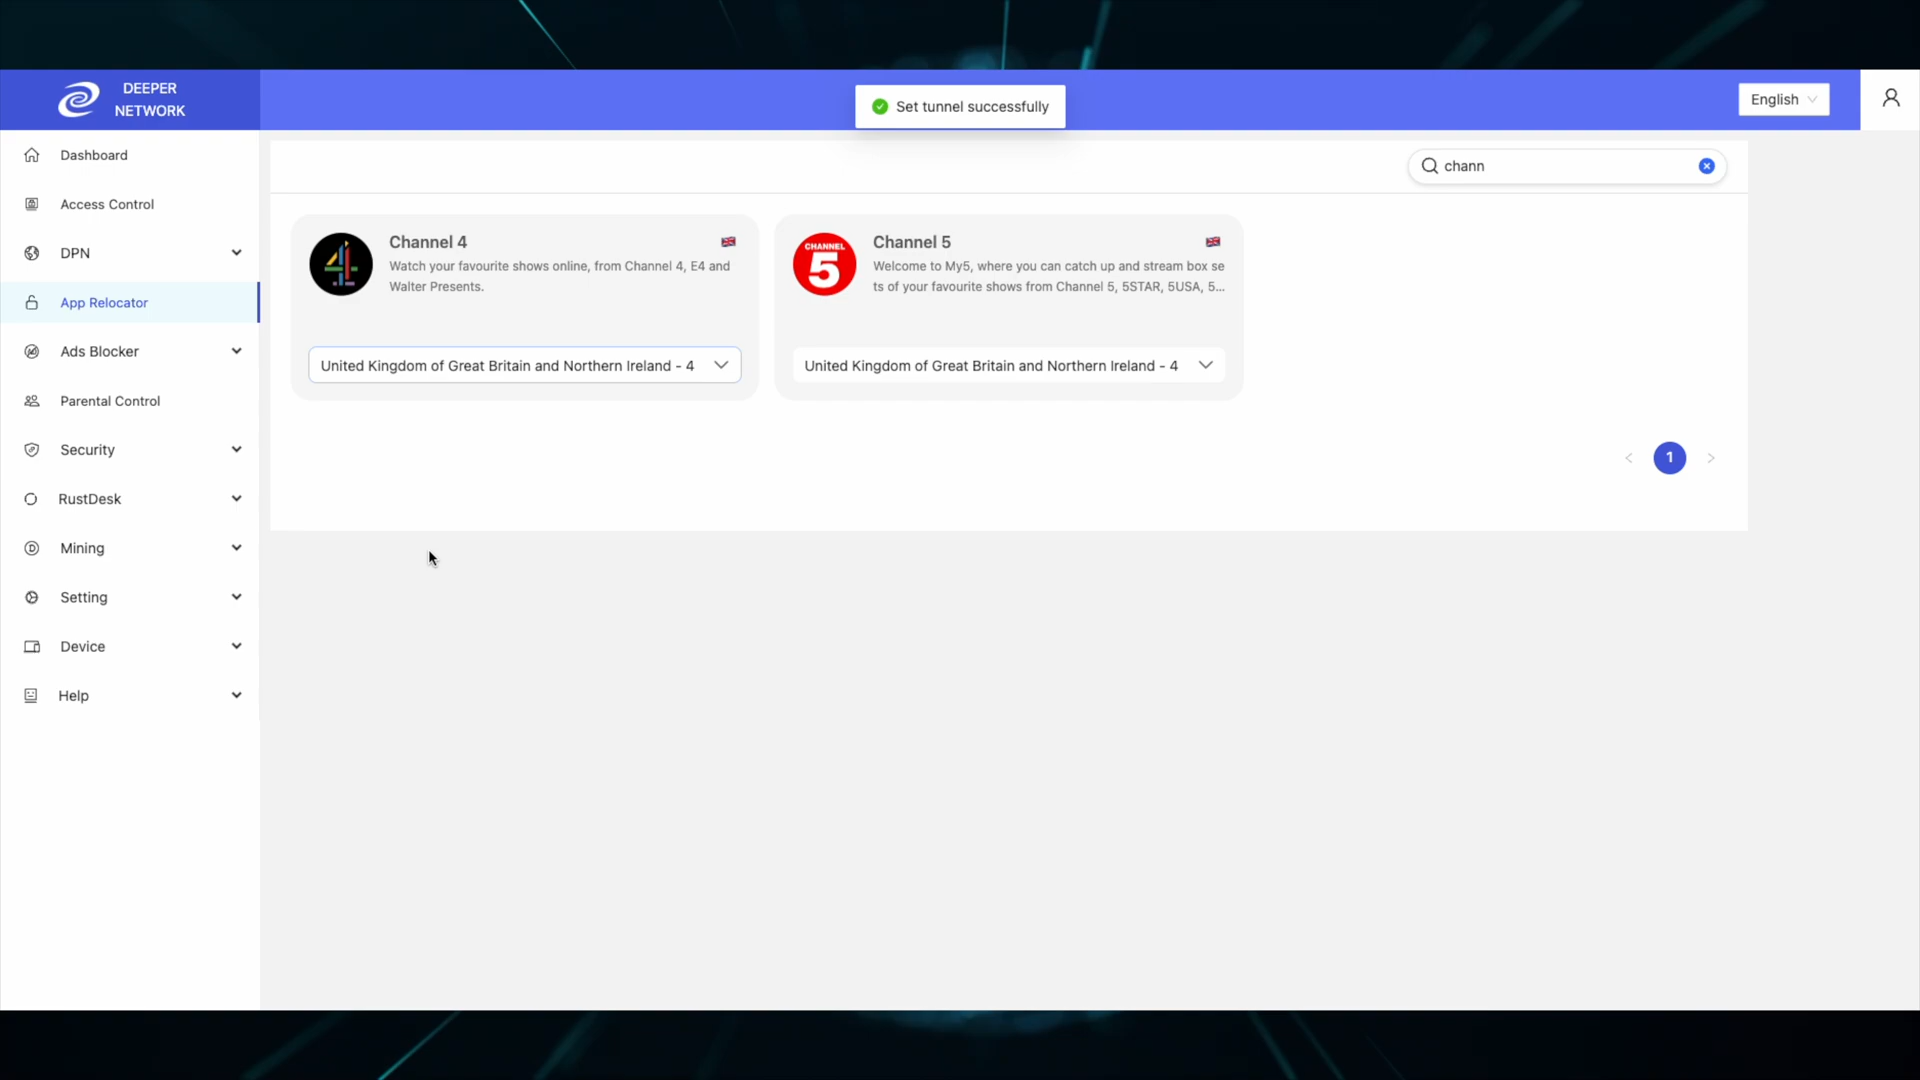 DEEPER
NETWORK
Set tunnel successfully
English
Dashboard
Access Control
DPN
App Relocator
Ads Blocker
Parental Control
Security
RustDesk
Mining
Setting
Device
Help
chann
Channel 4
Watch your favourite shows online, from Channel 4, E4 and
Walter Presents.
United Kingdom of Great Britain and Northern Ireland - 4
CHANNEL
5
Channel 5
Welcome to My5, where you can catch up and stream box se
ts of your favourite shows from Channel 5, 5STAR, 5USA, 5...
United Kingdom of Great Britain and Northern Ireland - 4
< 1 >